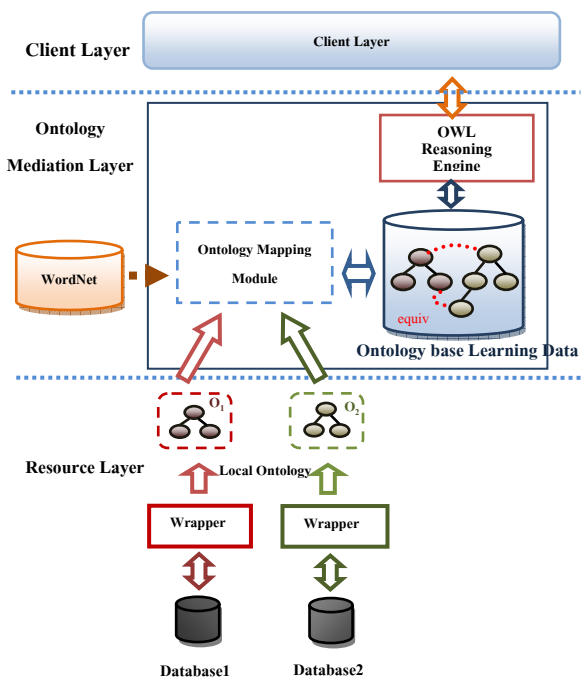 Client Layer
Client Layer
Ontology
Mediation Layer
OWL
Reasoning
Engine
Ontology Mapping
Module
WordNet
equiv
Ontology base Learning Data
O1
O2
Resource Layer
Local Ontology
Wrapper
Wrapper
Database1
Database2